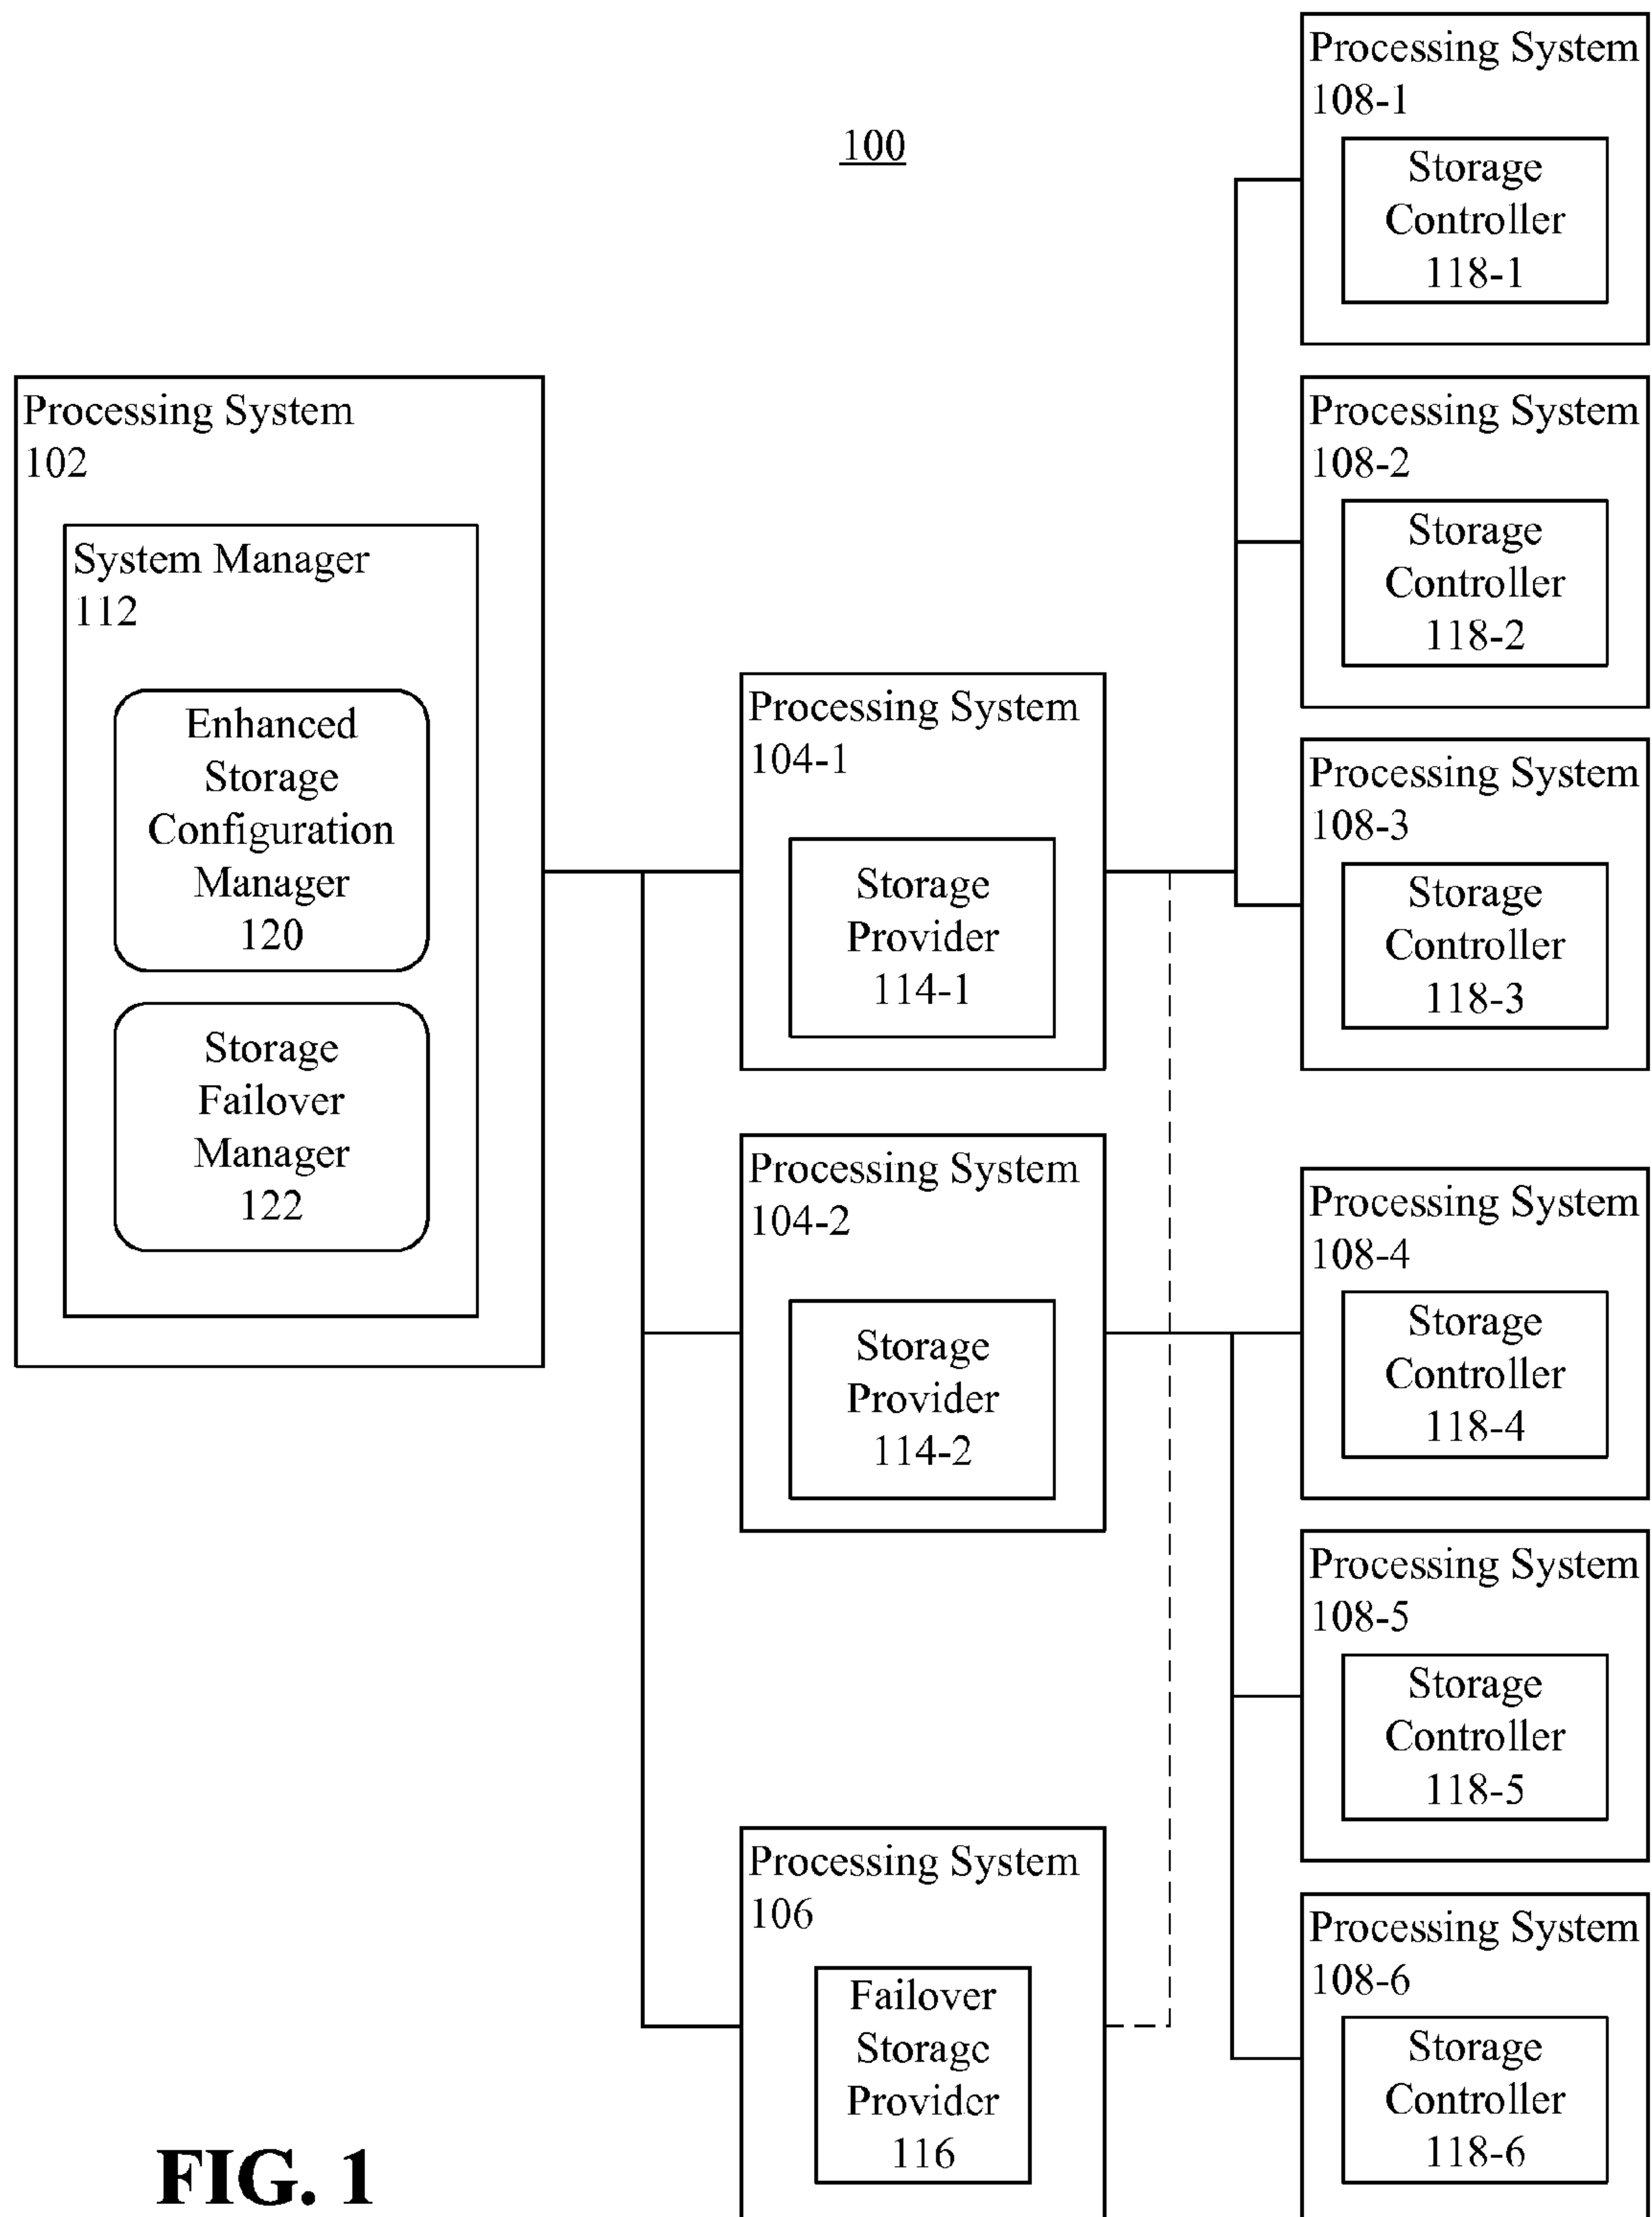 100
Processing System
102
System Manager
112
Enhanced
Storage
Configuration
Manager
120
Storage
Failover
Manager
122
Processing System
104-1
Storage
Provider
114-1
Processing System
104-2
Storage
Provider
114-2
Processing System
106
Failover
Storage
Provider
116
Processing System
108-1
Storage
Controller
118-1
Processing System
108-2
Storage
Controller
118-2
Processing System
108-3
Storage
Controller
118-3
Processing System
108-4
Storage
Controller
118-4
Processing System
108-5
Storage
Controller
118-5
Processing System
108-6
Storage
Controller
118-6
FIG. 1